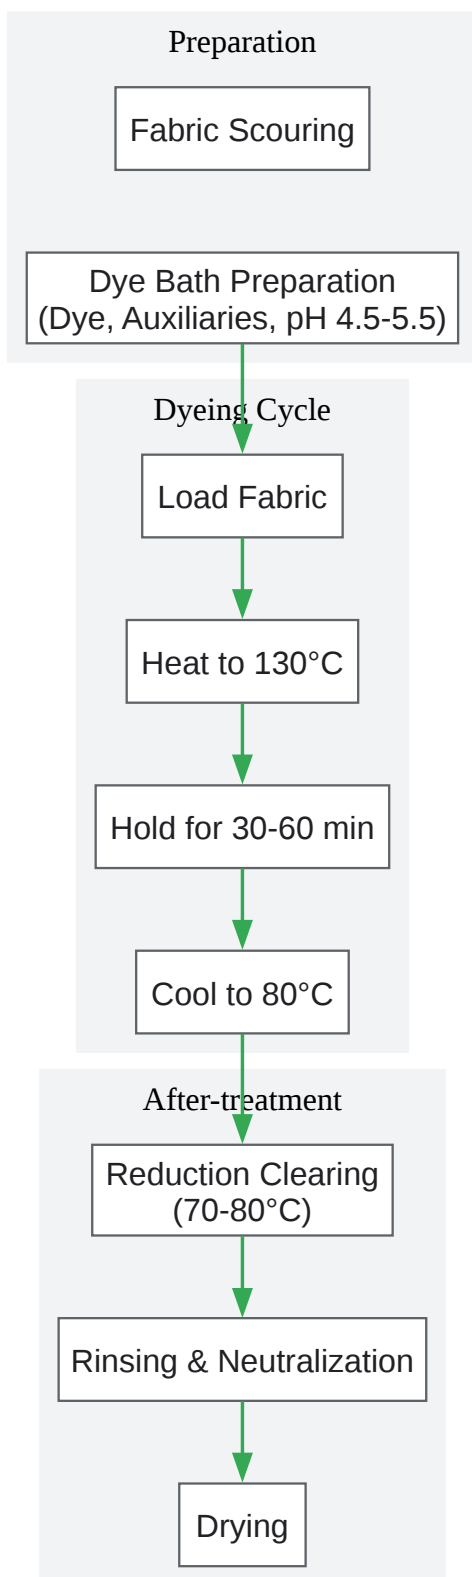 Preparation
Fabric Scouring
Dye Bath Preparation
(Dye, Auxiliaries, pH 4.5-5.5)
Dyeing Cycle
Load Fabric
Heat to 130°C
Hold for 30-60 min
Cool to 80°C
After-treatment
Reduction Clearing
(70-80°C)
Rinsing & Neutralization
Drying